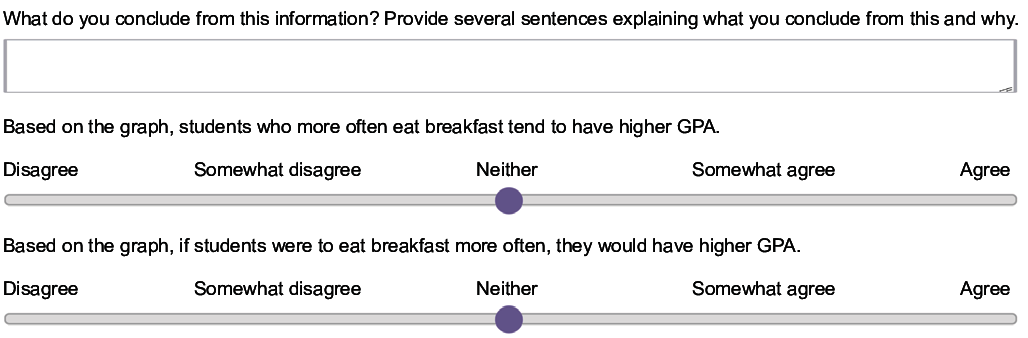 What do you conclude from this information? Provide several sentences explaining what you conclude from this and why.
Based on the graph, students who more often eat breakfast tend to have higher GPA.
Disagree Somewhat disagree Neither Somewhat agree Agree
Based on the graph, if students were to eat breakfast more often, they would have higher GPA.
Disagree Somewhat disagree Neither Somewhat agree Agree